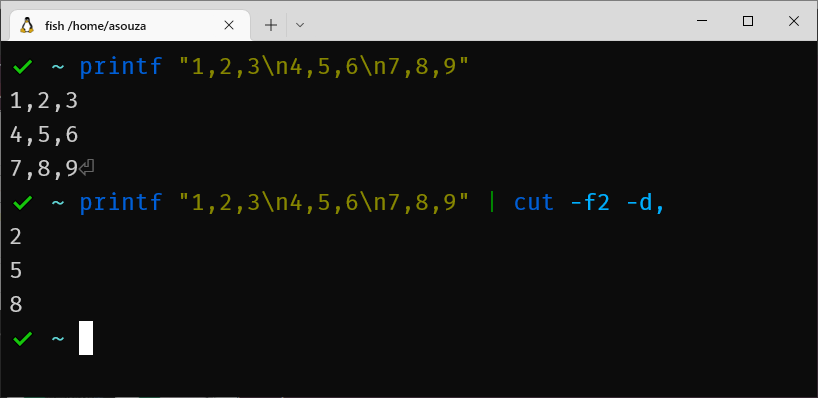 fish /home/asouza
✓ ~ printf "1,2,3\n4,5,6\n7,8,9"
1,2,3
4,5,6
7,8,9⏎
✓ ~ printf "1,2,3\n4,5,6\n7,8,9" | cut -f2 -d,
2
5
8
✓ ~